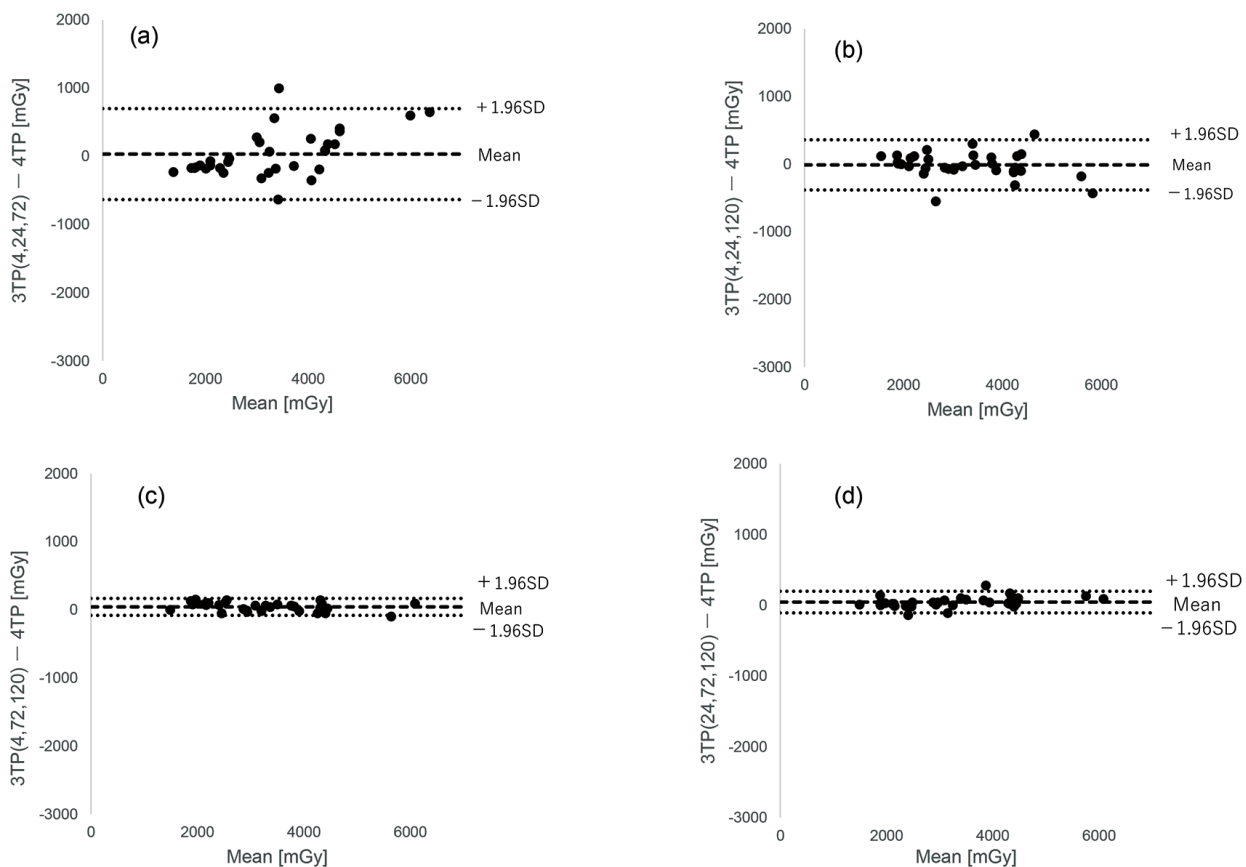 (a)
3TP(4,24,72) − 4TP [mGy]
2000
1000
0
-1000
-2000
-3000
+1.96SD
Mean
−1.96SD
0
2000
4000
6000
Mean [mGy]
(b)
3TP(4,24,120) − 4TP [mGy]
2000
1000
0
-1000
-2000
-3000
+1.96SD
Mean
−1.96SD
0
2000
4000
6000
Mean [mGy]
(c)
3TP(4,72,120) − 4TP [mGy]
2000
1000
0
-1000
-2000
-3000
+1.96SD
Mean
−1.96SD
0
2000
4000
6000
Mean [mGy]
(d)
3TP(24,72,120) − 4TP [mGy]
2000
1000
0
-1000
-2000
-3000
+1.96SD
Mean
−1.96SD
0
2000
4000
6000
Mean [mGy]